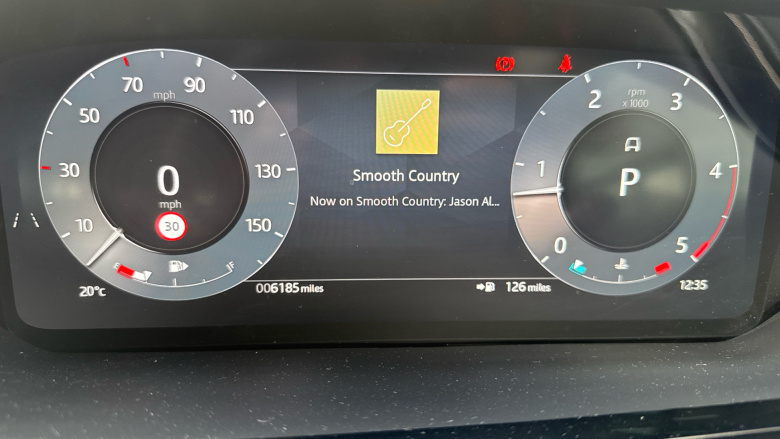 70 90
mph
50 110
30 130
10 150
0
mph
30
E F
20°c
006185 miles
Smooth Country
Now on Smooth Country: Jason Al...
126 miles
(P)
2 3
rpm
x 1000
1 4
P
0 5
12:35